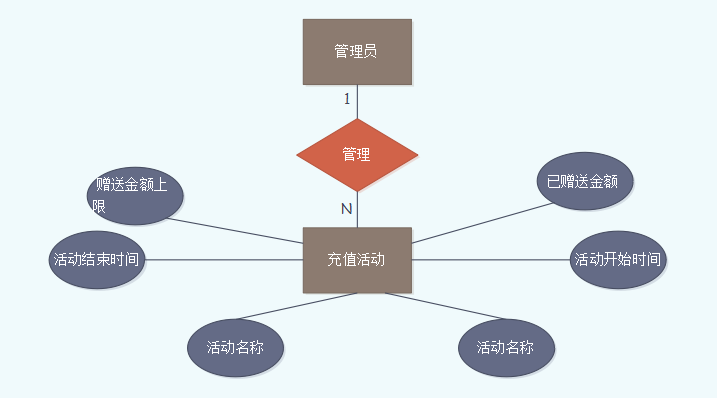 管理员
1
管理
N
赠送金额上
限
已赠送金额
活动结束时间
充值活动
活动开始时间
活动名称
活动名称